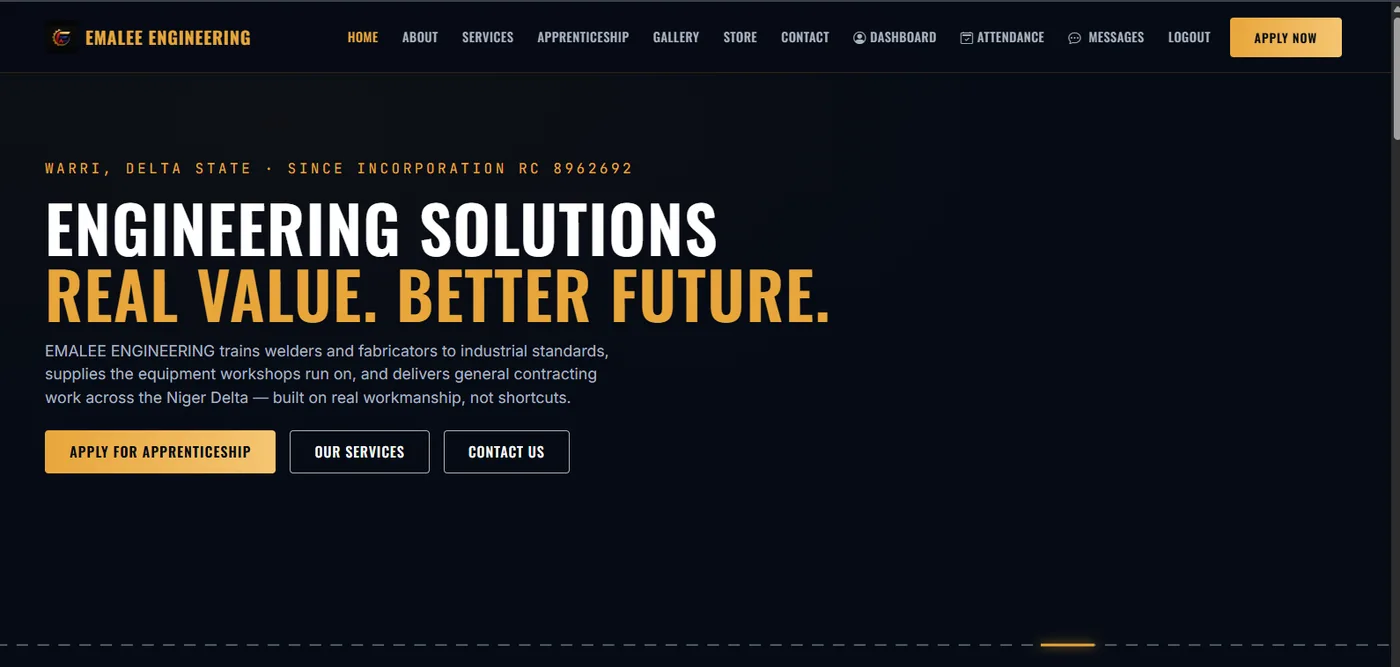 EMALEE ENGINEERING
HOME ABOUT SERVICES APPRENTICESHIP GALLERY STORE CONTACT DASHBOARD ATTENDANCE MESSAGES LOGOUT APPLY NOW
WARRI, DELTA STATE · SINCE INCORPORATION RC 8962692
ENGINEERING SOLUTIONS
REAL VALUE. BETTER FUTURE.
EMALEE ENGINEERING trains welders and fabricators to industrial standards,
supplies the equipment workshops run on, and delivers general contracting
work across the Niger Delta — built on real workmanship, not shortcuts.
APPLY FOR APPRENTICESHIP OUR SERVICES CONTACT US